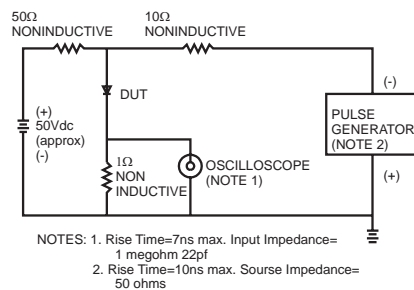 50Ω
NONINDUCTIVE
10Ω
NONINDUCTIVE
(+)
50Vdc
(approx)
(-)
DUT
1Ω
NON
INDUCTIVE
OSCILLOSCOPE
(NOTE 1)
(-)
PULSE
GENERATOR
(NOTE 2)
(+)
NOTES: 1. Rise Time=7ns max. Input Impedance=
1 megohm 22pf
2. Rise Time=10ns max. Sourse Impedance=
50 ohms